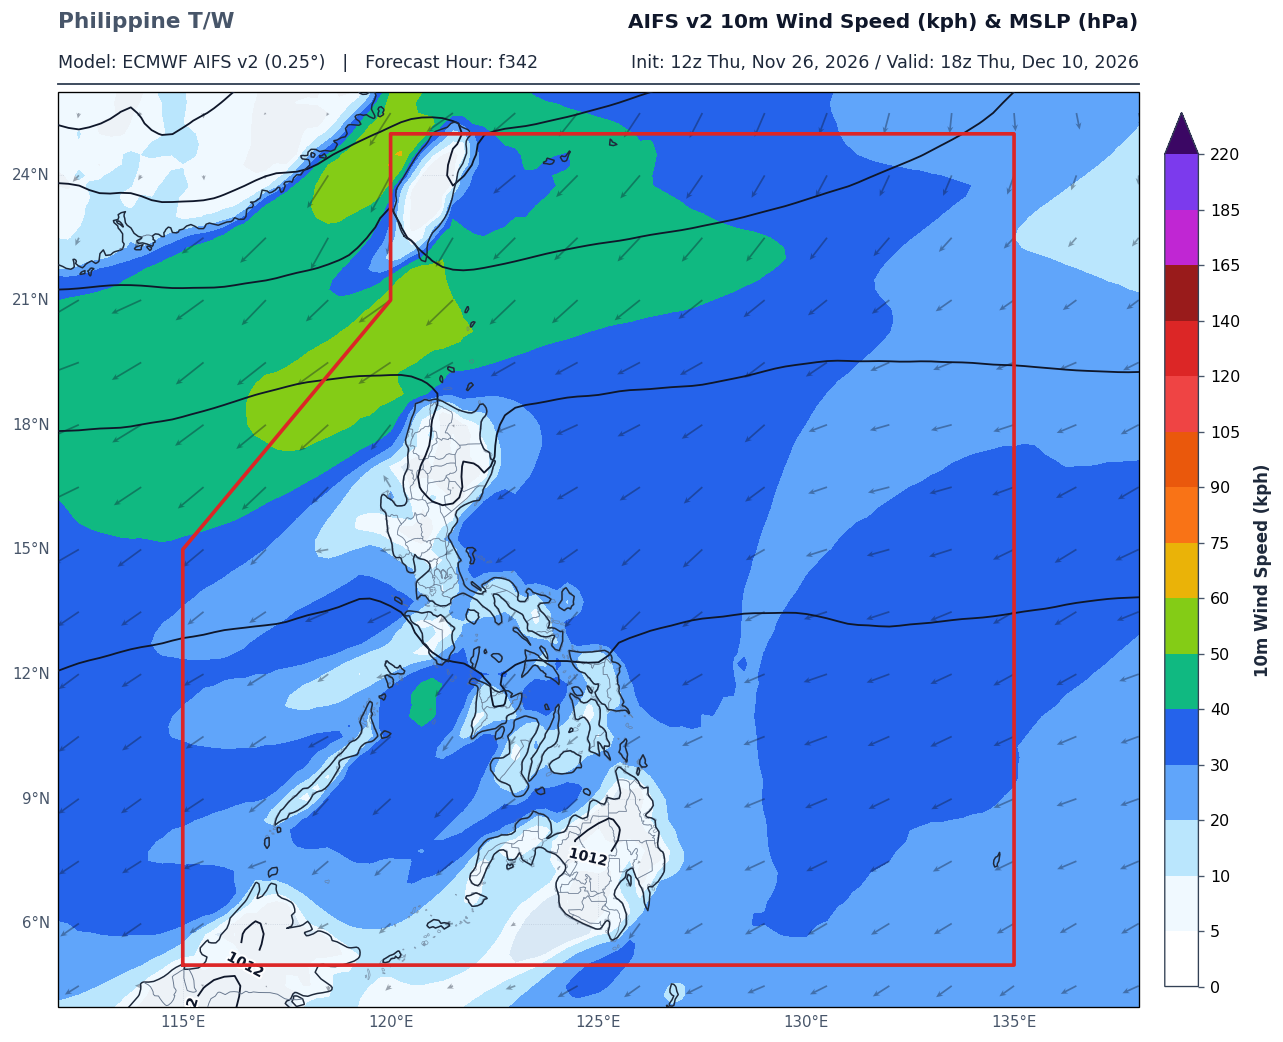 Philippine T/W
AIFS v2 10m Wind Speed (kph) & MSLP (hPa)
Model: ECMWF AIFS v2 (0.25°) | Forecast Hour: f342
Init: 12z Thu, Nov 26, 2026 / Valid: 18z Thu, Dec 10, 2026
24°N
21°N
18°N
15°N
12°N
9°N
6°N
1012
1012
2
115°E
120°E
125°E
130°E
135°E
220
185
165
140
120
105
90
75
60
50
40
30
20
10
5
0
10m Wind Speed (kph)